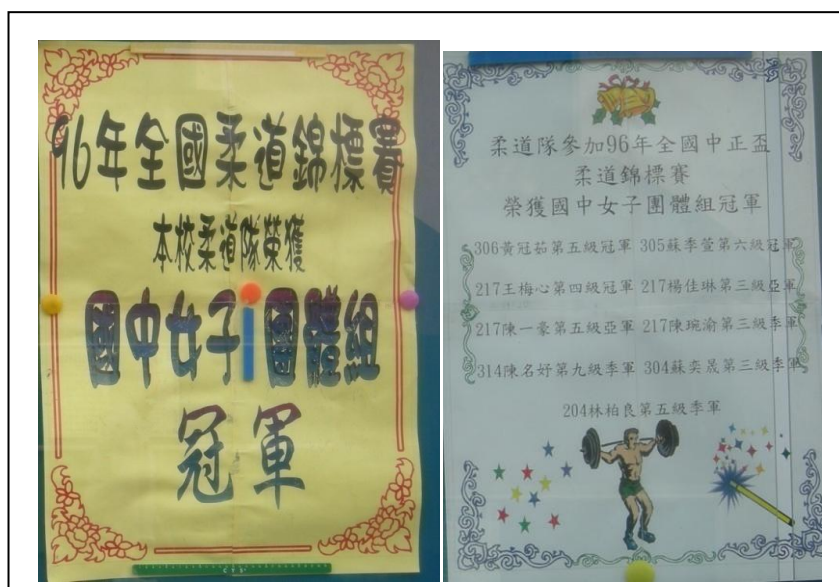 96年全國柔道錦標賽
本校柔道隊榮獲
國中女子團體組
冠軍
柔道隊參加96年全國中正盃
柔道錦標賽
榮獲國中女子團體組冠軍
306黃冠茹第五級冠軍 305蘇季萱第六級冠軍
217王梅心第四級冠軍 217楊佳琳第三級亞軍
217陳一豪第五級亞軍 217陳琬渝第三級季軍
314陳名妤第九級季軍 304蘇奕晟第三級季軍
204林柏良第五級季軍